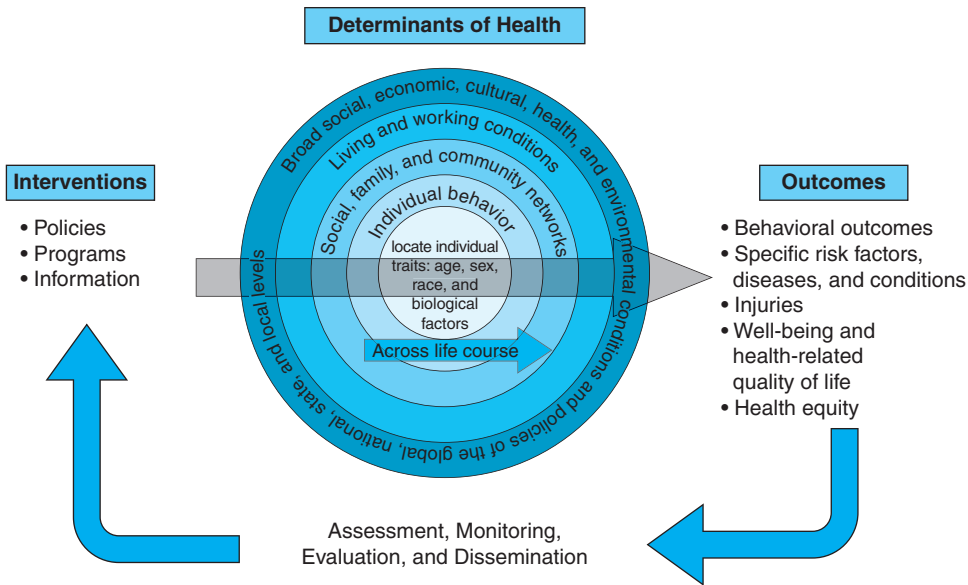 Determinants of Health
Broad social, economic, cultural, health, and environmental conditions and policies of the global, national, state, and local levels
Living and working conditions
Social, family, and community networks
Individual behavior
locate individual
traits: age, sex,
race, and
biological
factors
Across life course
Interventions
• Policies
• Programs
• Information
Outcomes
• Behavioral outcomes
• Specific risk factors,
diseases, and conditions
• Injuries
• Well-being and
health-related
quality of life
• Health equity
Assessment, Monitoring,
Evaluation, and Dissemination